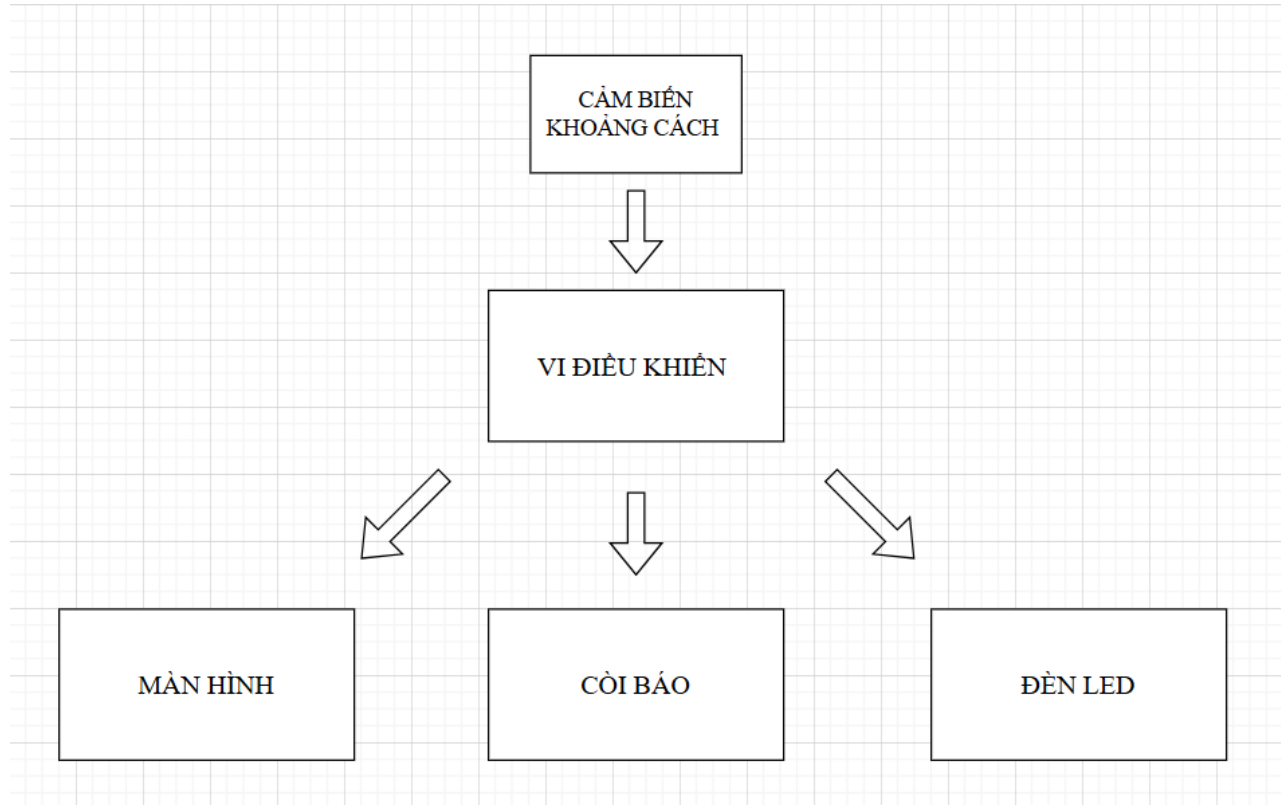 CẢM BIẾN
KHOẢNG CÁCH
VI ĐIỀU KHIỂN
MÀN HÌNH
CÒI BÁO
ĐÈN LED